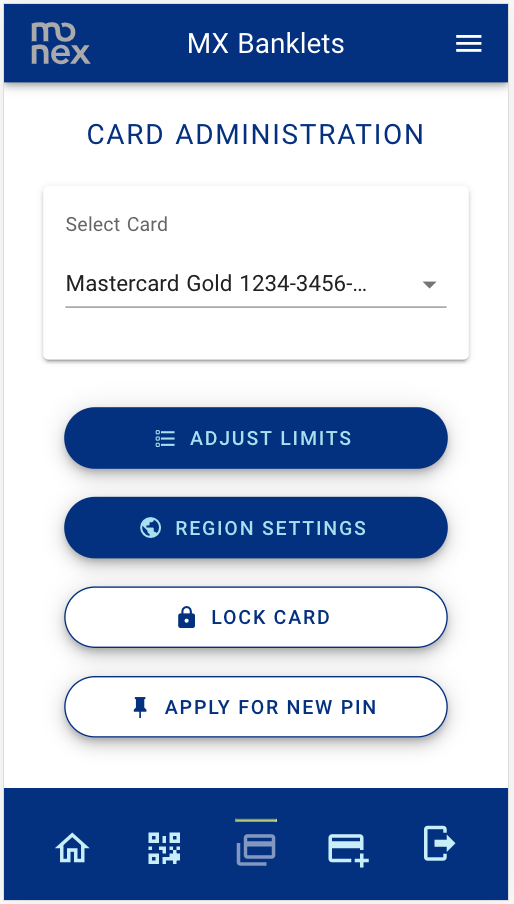 mo
nex
MX Banklets
CARD ADMINISTRATION
Select Card
Mastercard Gold 1234-3456-...
ADJUST LIMITS
REGION SETTINGS
LOCK CARD
APPLY FOR NEW PIN